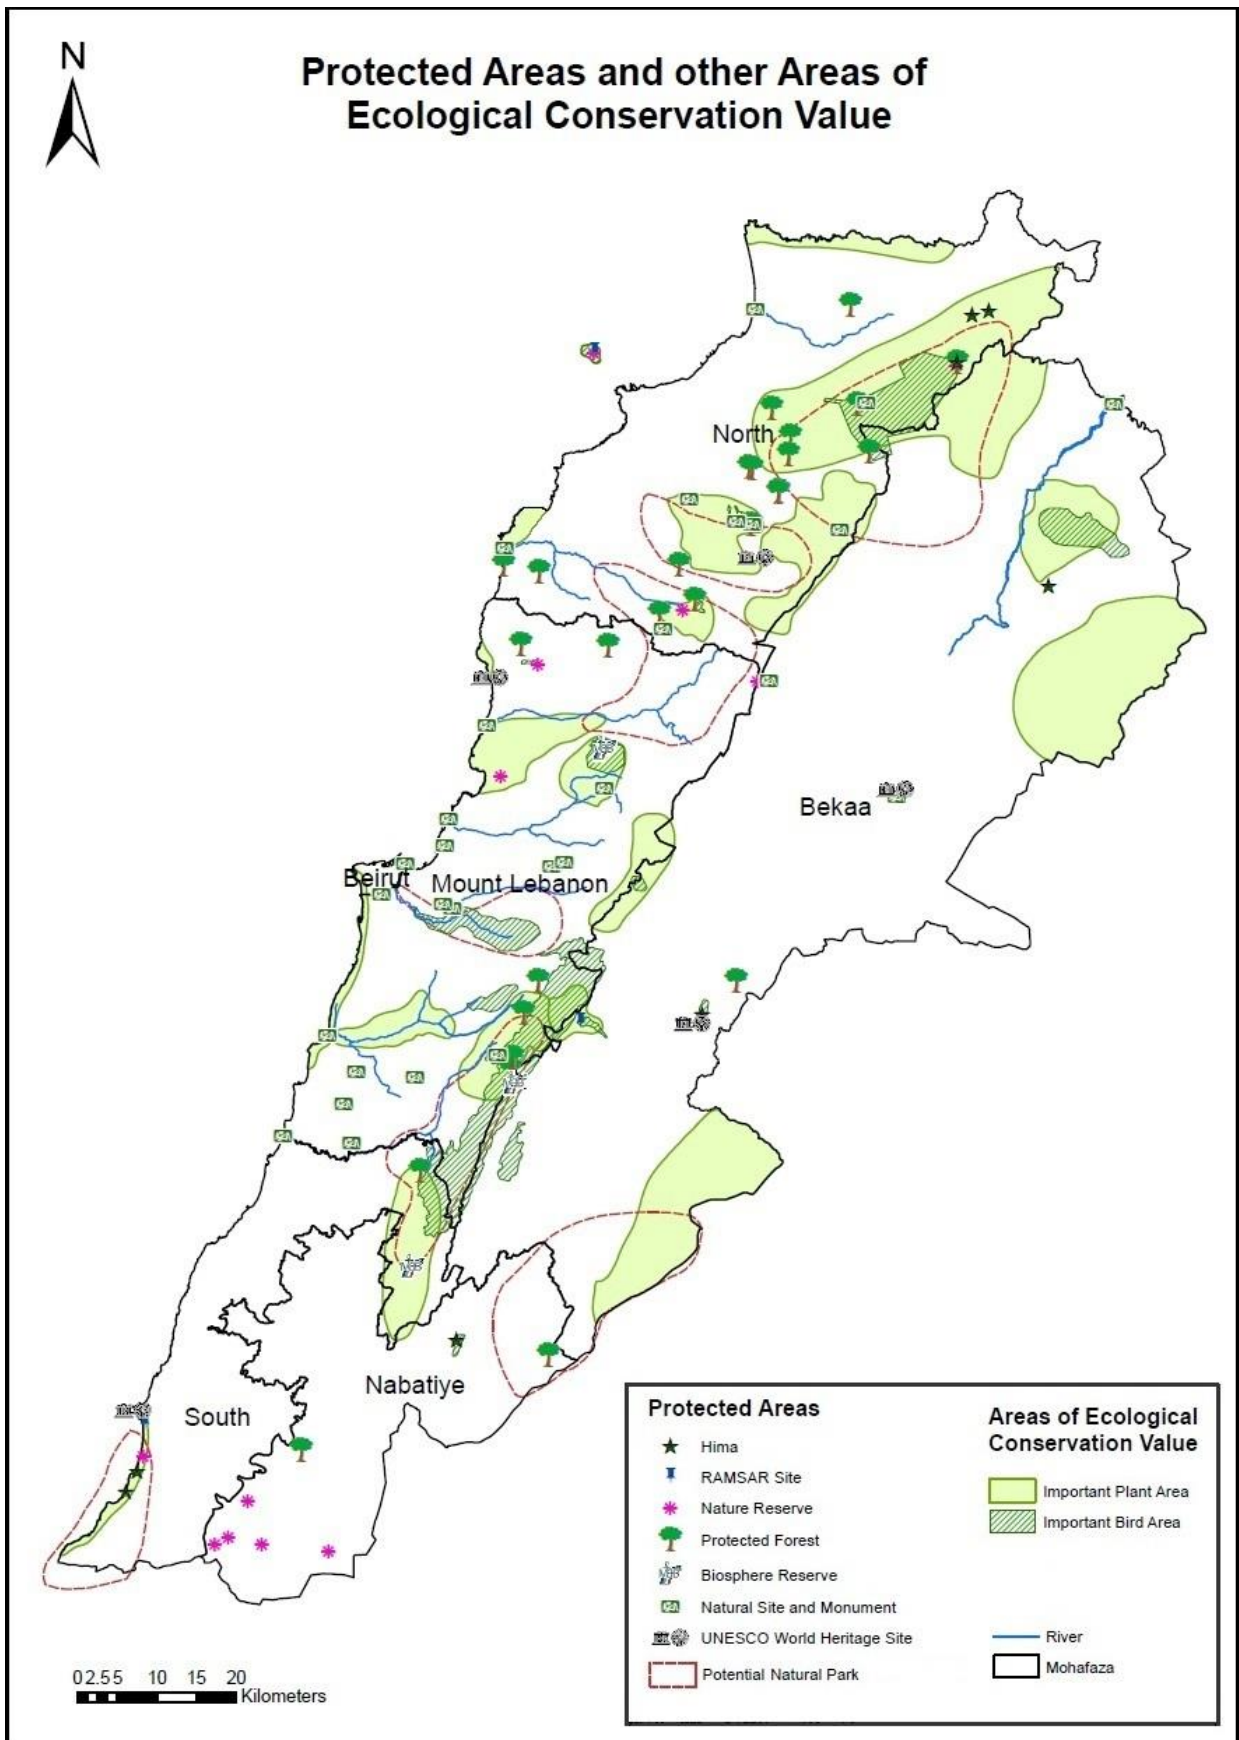 N
Protected Areas and other Areas of
Ecological Conservation Value
North
Bekaa
Beirut
Mount Lebanon
Nabatiye
South
Protected Areas
Hima
RAMSAR Site
Nature Reserve
Protected Forest
Biosphere Reserve
Natural Site and Monument
UNESCO World Heritage Site
Potential Natural Park
Areas of Ecological
Conservation Value
Important Plant Area
Important Bird Area
River
Mohafaza
0 2.5 5 10 15 20
Kilometers